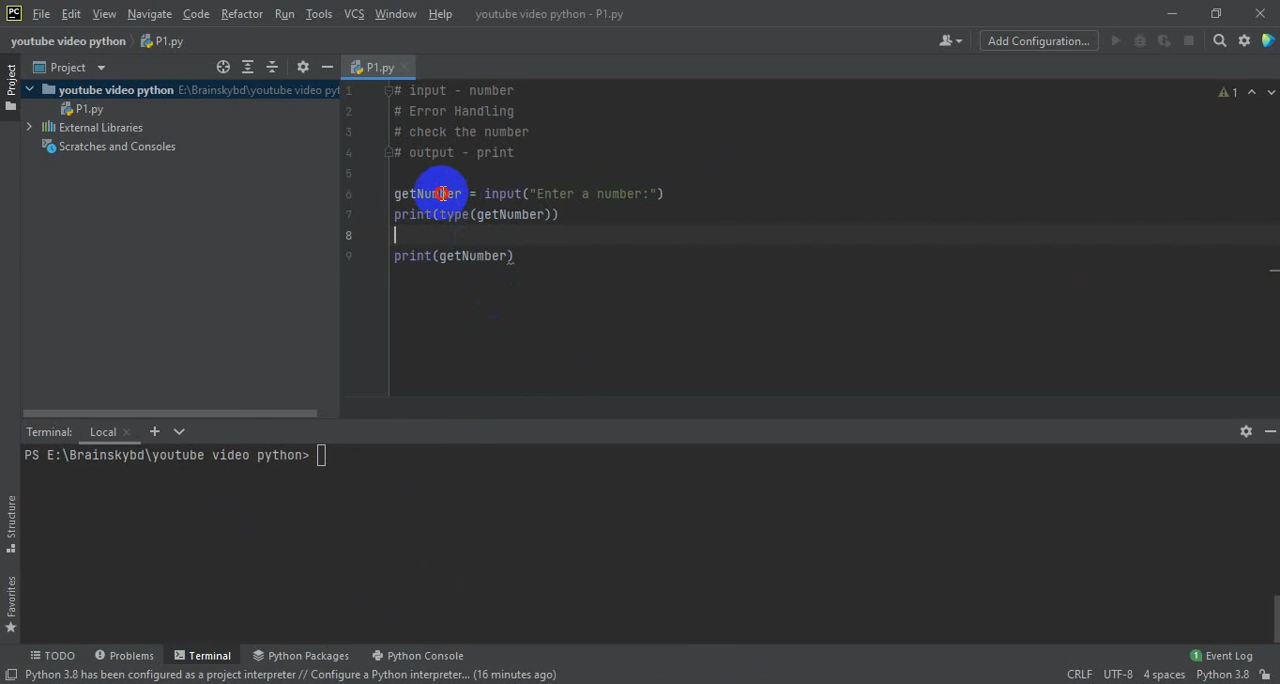 PC File Edit View Navigate Code Refactor Run Tools VCS Window Help youtube video python - P1.py
youtube video python P1.py Add Configuration...
Project Project P1.py
youtube video python E:\Brainskybd\youtube video pyt
P1.py
External Libraries
Scratches and Consoles
1 # input - number 1
2 # Error Handling
3 # check the number
4 # output - print
5
6 getNumber = input("Enter a number:")
7 print(type(getNumber))
8
9 print(getNumber)
Terminal: Local
PS E:\Brainskybd\youtube video python>
Structure
Favorites
TODO Problems Terminal Python Packages Python Console 1 Event Log
Python 3.8 has been configured as a project interpreter // Configure a Python interpreter... (16 minutes ago) CRLF UTF-8 4 spaces Python 3.8